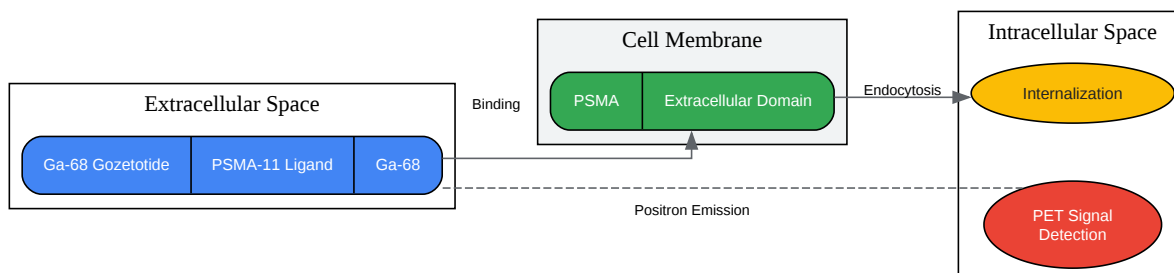 Extracellular Space
Ga-68 Gozetotide
PSMA-11 Ligand
Ga-68
Binding
Cell Membrane
PSMA
Extracellular Domain
Endocytosis
Intracellular Space
Internalization
Positron Emission
PET Signal
Detection